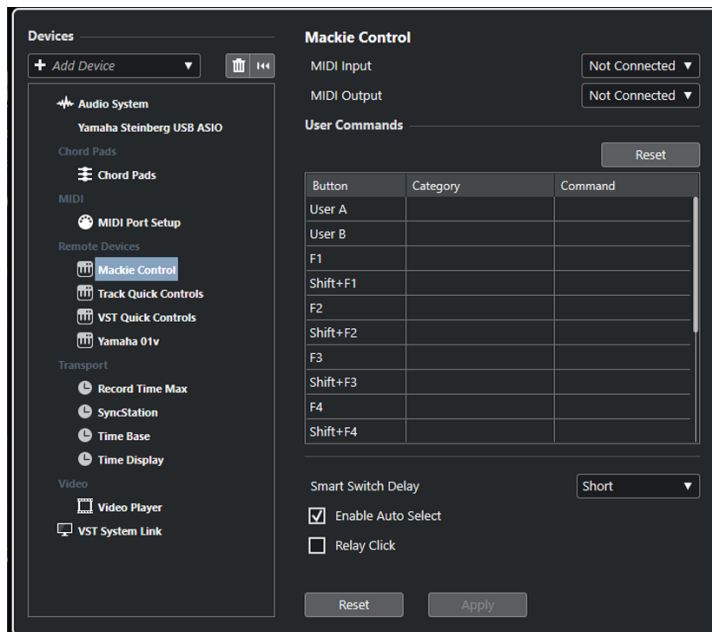 Devices
Add Device
Audio System
Yamaha Steinberg USB ASIO
Chord Pads
Chord Pads
MIDI
MIDI Port Setup
Remote Devices
Mackie Control
Track Quick Controls
VST Quick Controls
Yamaha 01v
Transport
Record Time Max
SyncStation
Time Base
Time Display
Video
Video Player
VST System Link
Mackie Control
MIDI Input Not Connected
MIDI Output Not Connected
User Commands
Reset
Button Category Command
User A
User B
F1
Shift+F1
F2
Shift+F2
F3
Shift+F3
F4
Shift+F4
Smart Switch Delay Short
Enable Auto Select
Relay Click
Reset Apply